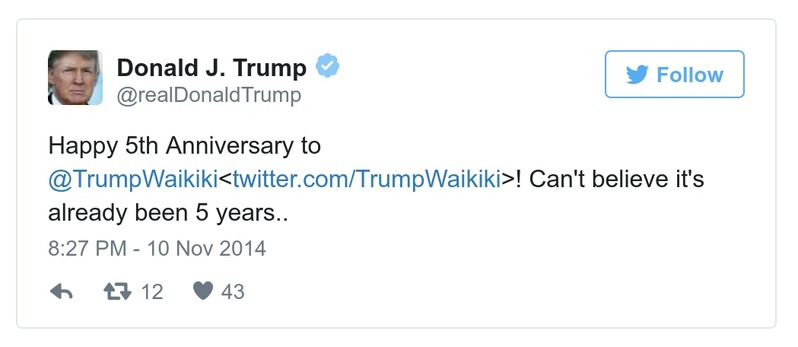 Donald J. Trump
@realDonaldTrump
Follow
Happy 5th Anniversary to
@TrumpWaikiki<twitter.com/TrumpWaikiki>! Can't believe it's
already been 5 years..
8:27 PM - 10 Nov 2014
12 43